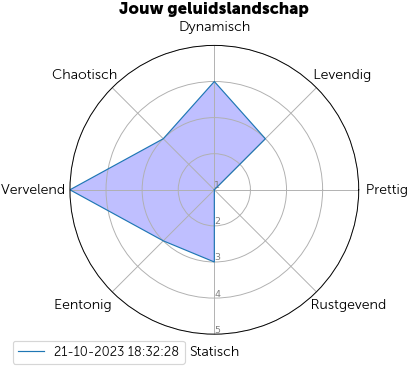 Jouw geluidslandschap
Dynamisch
Chaotisch
Levendig
Vervelend
1
Prettig
2
3
4
Eentonig
Rustgevend
5
21-10-2023 18:32:28
Statisch